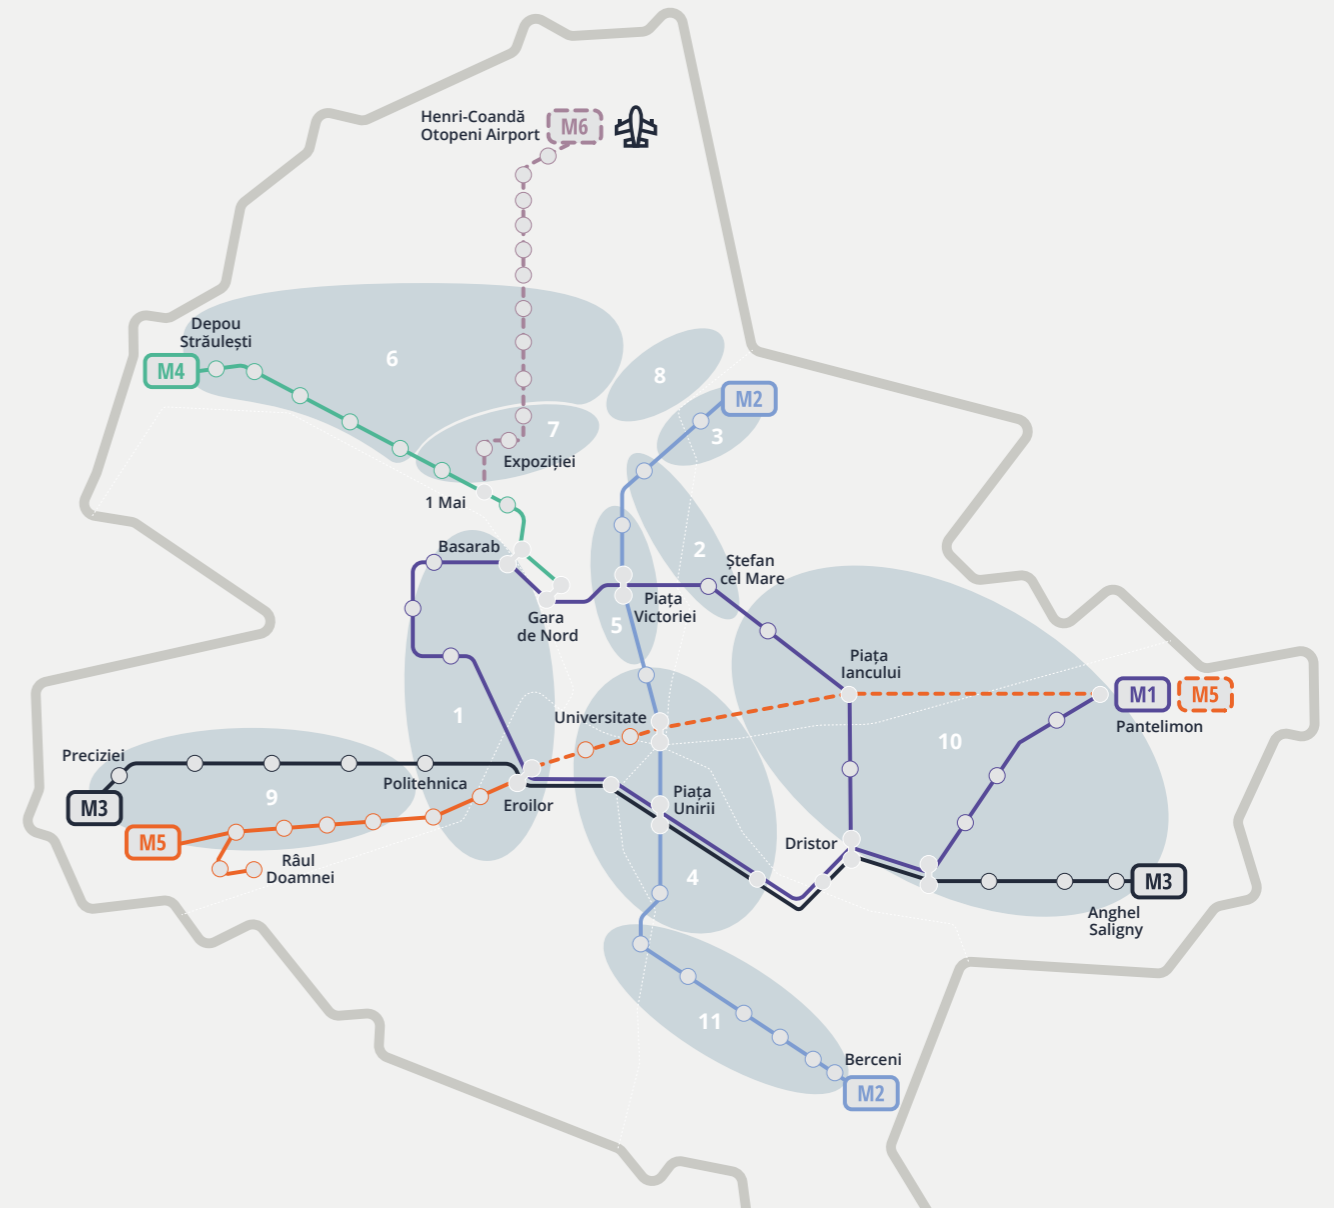 Henri-Coandă
Otopeni Airport
M6
Depou
Străulești
M4
6
8
M2
3
7
Expoziției
1 Mai
Basarab
2
Ștefan
cel Mare
Gara
de Nord
Piața
Victoriei
5
Piața
Iancului
M1
M5
Pantelimon
1
Universitate
10
Preciziei
Politehnica
M3
9
Eroilor
Piața
Unirii
M5
Râul
Doamnei
Dristor
4
M3
Anghel
Saligny
11
Berceni
M2